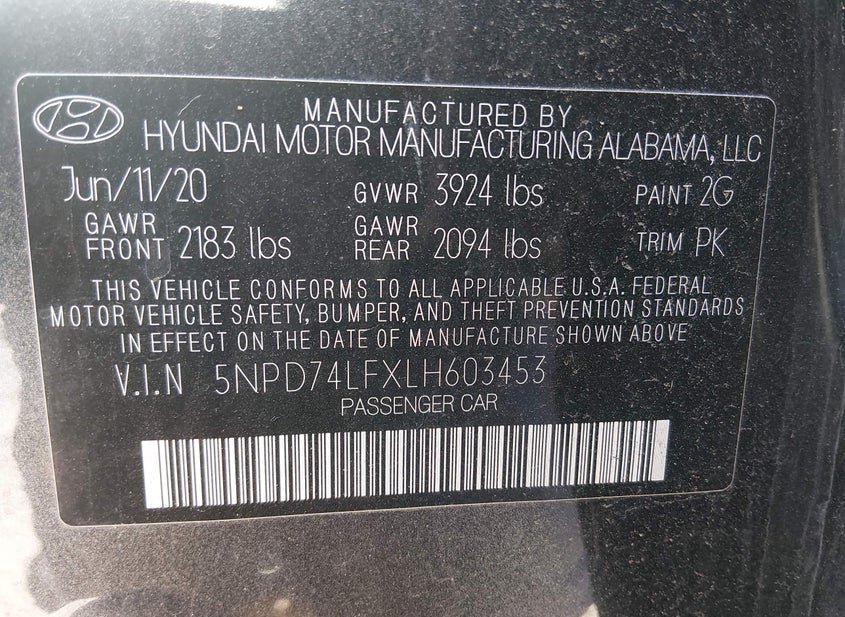 MANUFACTURED BY
HYUNDAI MOTOR MANUFACTURING ALABAMA, LLC
Jun/11/20 GVWR 3924 lbs PAINT 2G
GAWR FRONT 2183 lbs GAWR REAR 2094 lbs TRIM PK
THIS VEHICLE CONFORMS TO ALL APPLICABLE U.S.A. FEDERAL
MOTOR VEHICLE SAFETY, BUMPER, AND THEFT PREVENTION STANDARDS
IN EFFECT ON THE DATE OF MANUFACTURE SHOWN ABOVE
V.I.N 5NPD74LFXLH603453
PASSENGER CAR